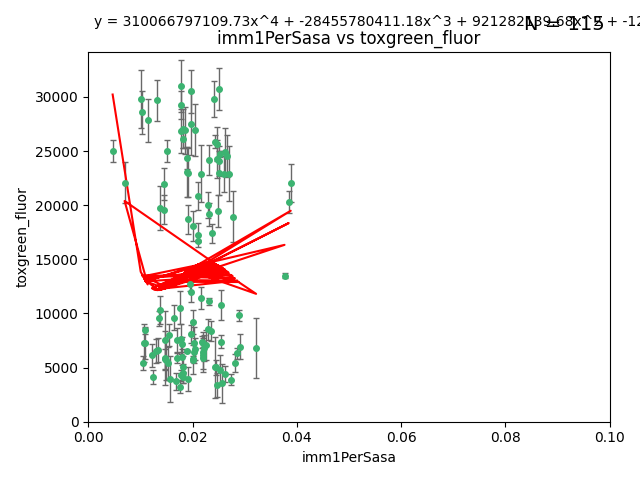 y = 310066797109.73x^4 + -28455780411.18x^3 + 921282139.68x^2 + -12
N = 115
imm1PerSasa vs toxgreen_fluor
30000
25000
20000
15000
10000
5000
0
toxgreen_fluor
0.00 0.02 0.04 0.06 0.08 0.10
imm1PerSasa